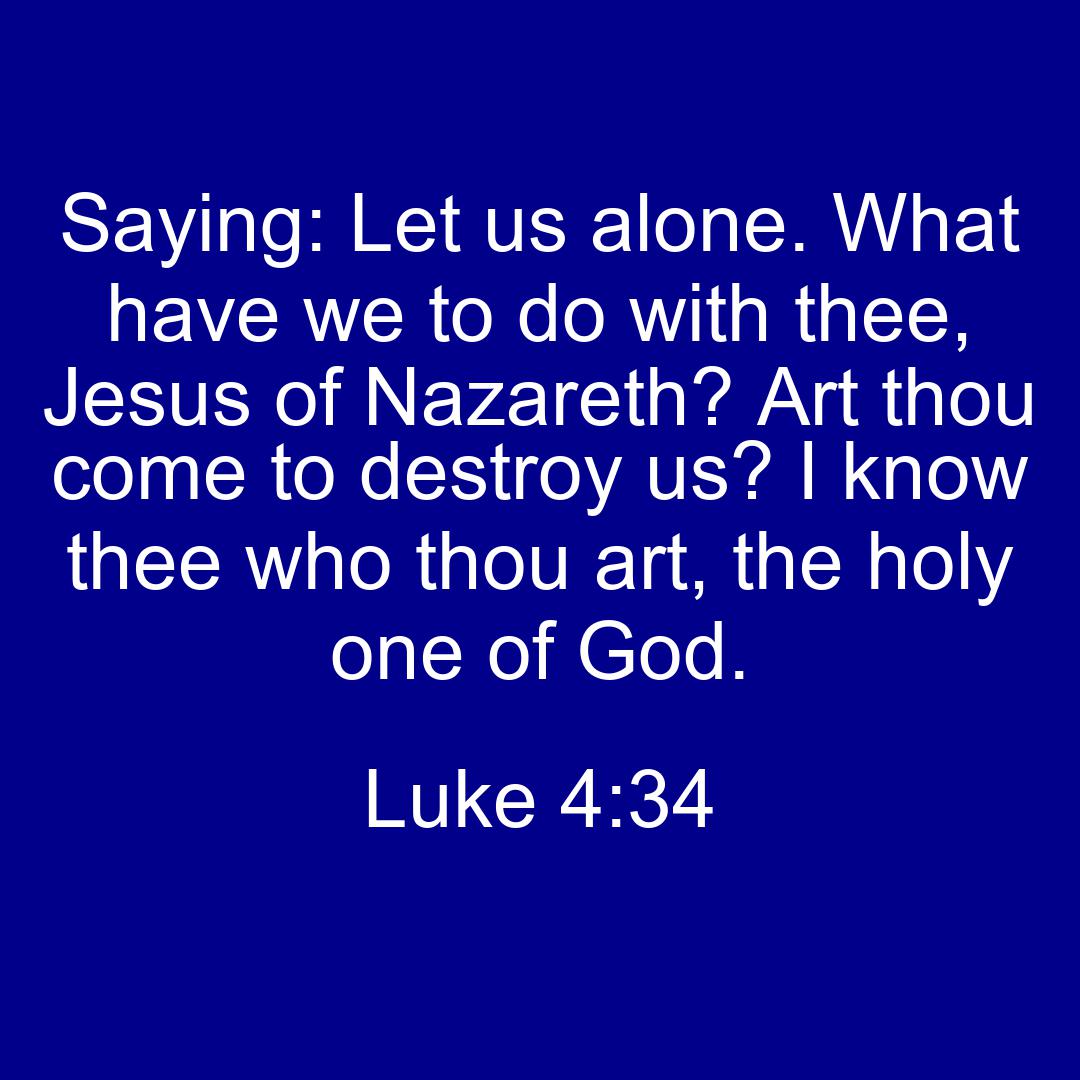 Saying: Let us alone. What
have we to do with thee,
Jesus of Nazareth? Art thou
come to destroy us? I know
thee who thou art, the holy
one of God.
Luke 4:34